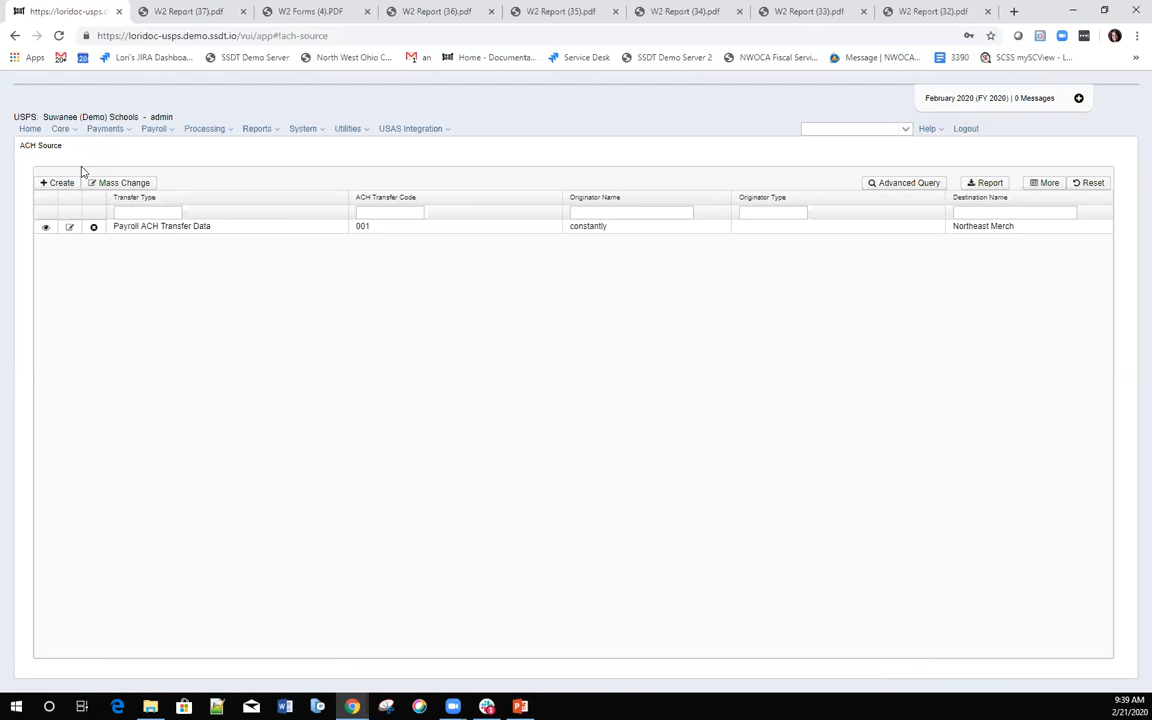 https://loridoc-usps.d
W2 Report (37).pdf
W2 Forms (4).PDF
W2 Report (36).pdf
W2 Report (35).pdf
W2 Report (34).pdf
W2 Report (33).pdf
W2 Report (32).pdf
https://loridoc-usps.demo.ssdt.io/vui/app#!ach-source
Apps
20
Lori's JIRA Dashboa...
SSDT Demo Server
North West Ohio C...
an
Home - Documenta...
Service Desk
SSDT Demo Server 2
NWOCA Fiscal Servi...
Message | NWOCA...
3390
SCSS mySCView - L...
»
February 2020 (FY 2020) | 0 Messages
USPS: Suwanee (Demo) Schools - admin
Home Core Payments Payroll Processing Reports System Utilities USAS Integration Help Logout
ACH Source
Create Mass Change Advanced Query Report More Reset
Transfer Type ACH Transfer Code Originator Name Originator Type Destination Name
Payroll ACH Transfer Data 001 constantly Northeast Merch
9:39 AM
2/21/2020